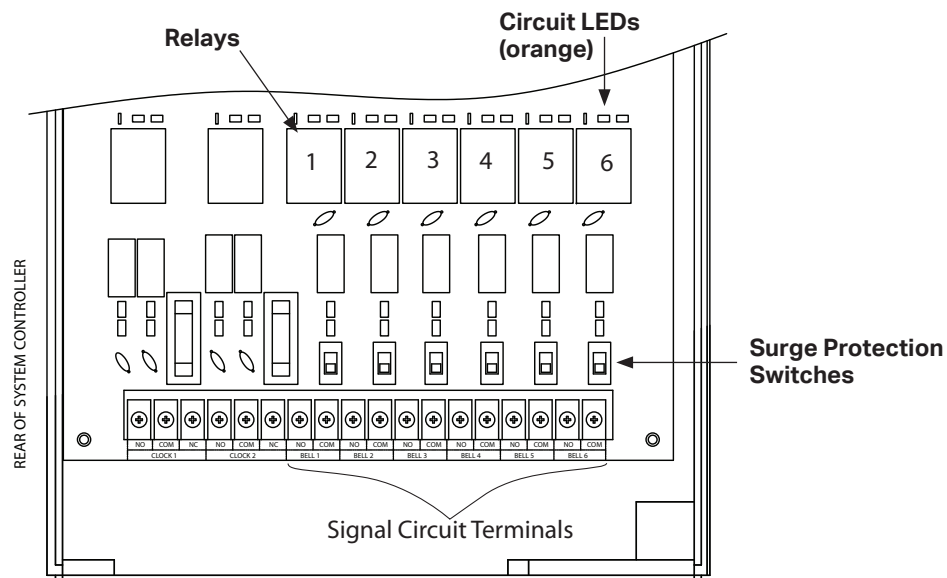 Circuit LEDs
(orange)
Relays
1 2 3 4 5 6
REAR OF SYSTEM CONTROLLER
Surge Protection
Switches
NO COM NC NO COM NC NO COM NO COM NO COM NO COM NO COM NO COM
CLOCK 1 CLOCK 2 BELL 1 BELL 2 BELL 3 BELL 4 BELL 5 BELL 6
Signal Circuit Terminals